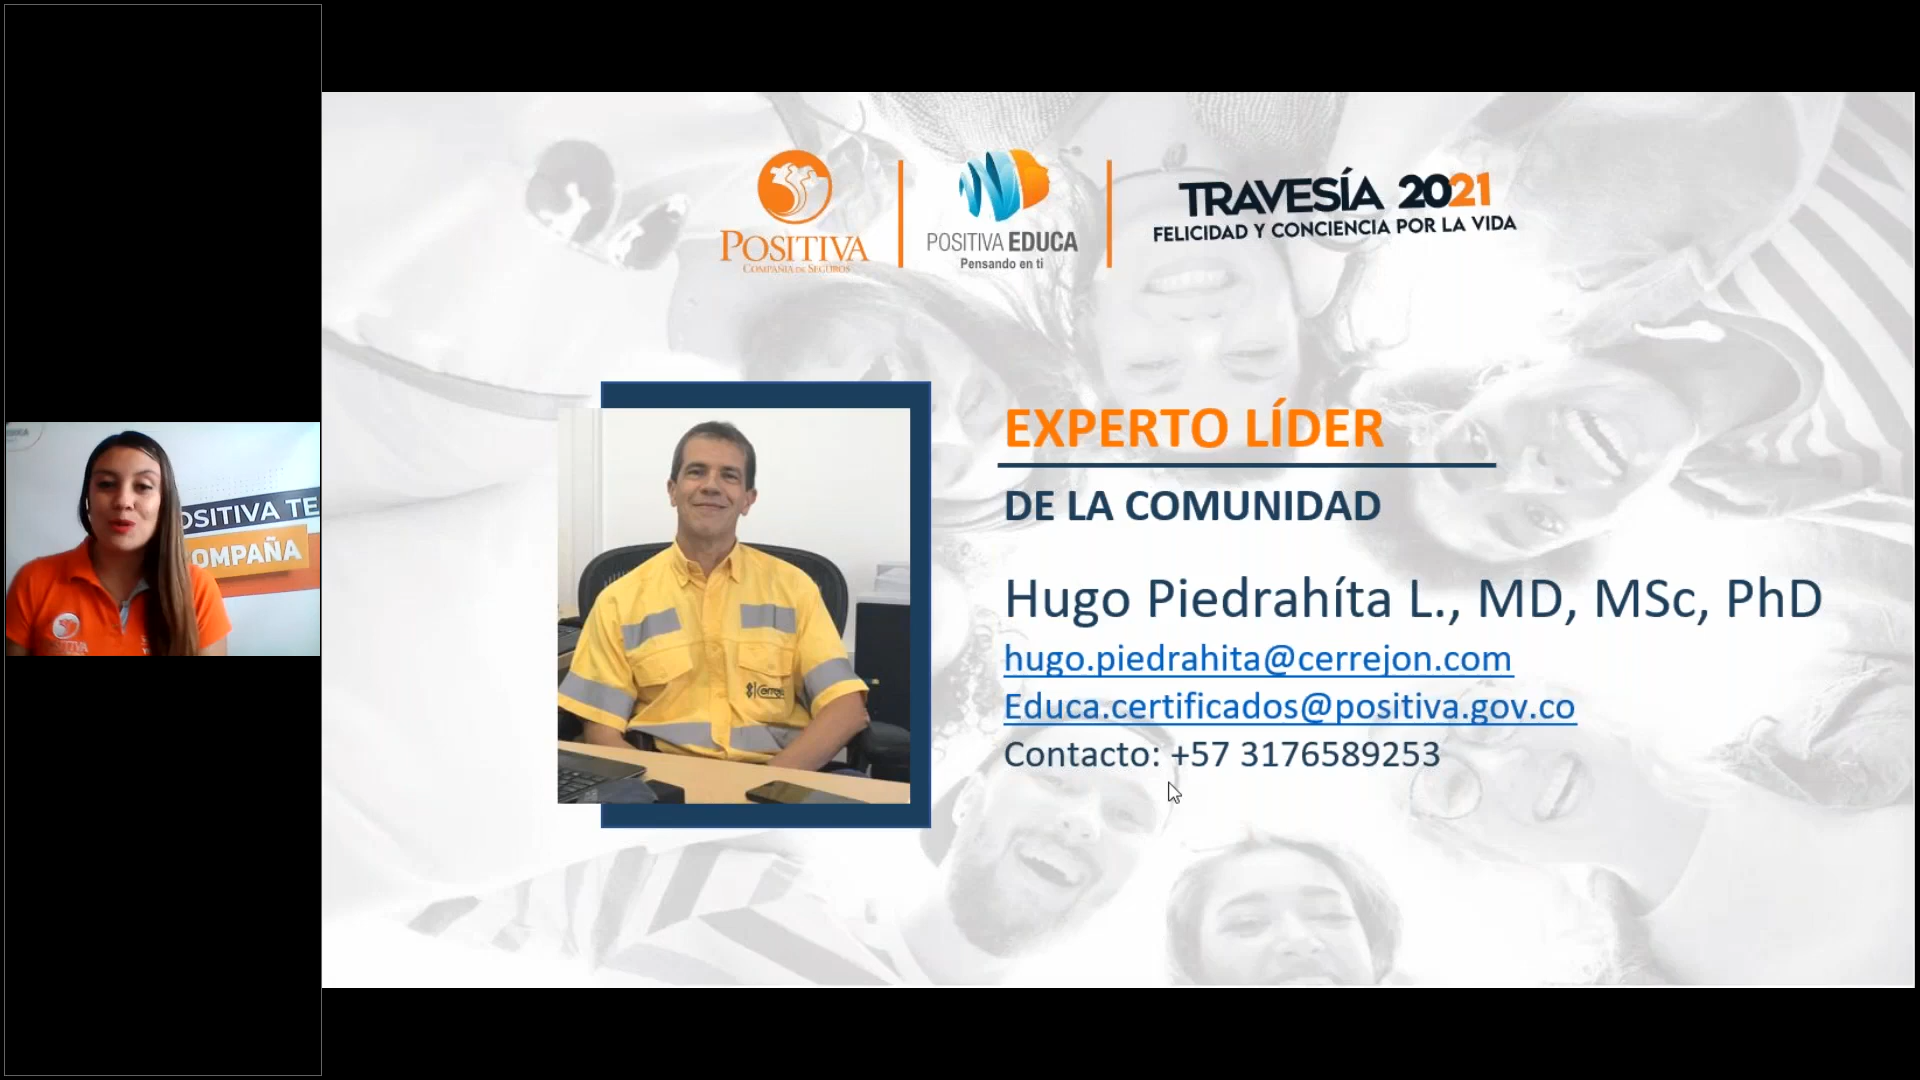 POSITIVA
COMPAÑÍA DE SEGUROS
POSITIVA EDUCA
Pensando en ti
TRAVESÍA 2021
FELICIDAD Y CONCIENCIA POR LA VIDA
OSITIVA TE
OMPAÑA
POSITIVA
EXPERTO LÍDER
DE LA COMUNIDAD
Hugo Piedrahíta L., MD, MSc, PhD
hugo.piedrahita@cerrejon.com
Educa.certificados@positiva.gov.co
Contacto: +57 3176589253